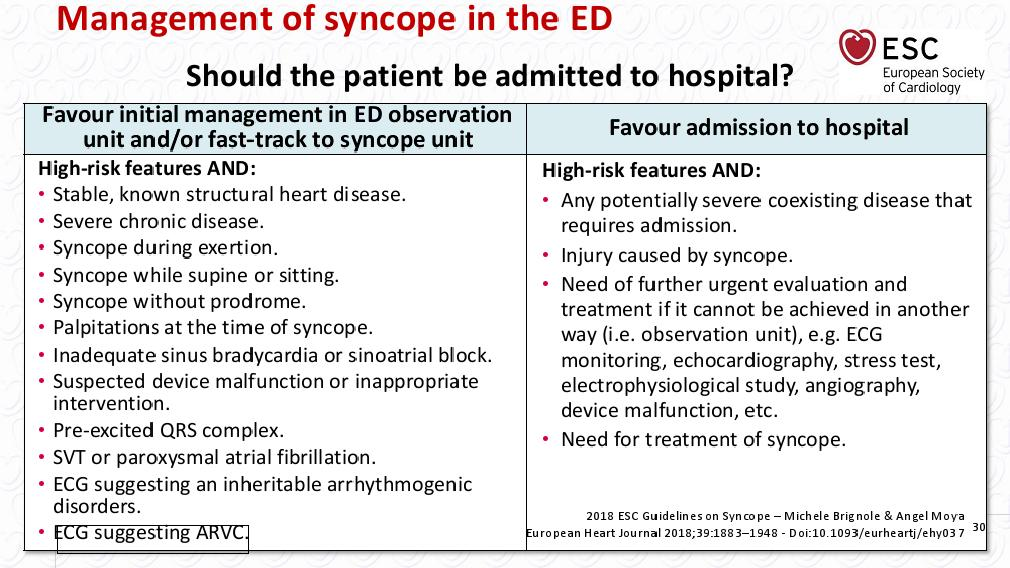 Management of syncope in the ED
Should the patient be admitted to hospital?
ESC
European Society
of Cardiology
Favour initial management in ED observation
unit and/or fast-track to syncope unit
High-risk features AND:
• Stable, known structural heart disease.
• Severe chronic disease.
• Syncope during exertion.
• Syncope while supine or sitting.
• Syncope without prodrome.
• Palpitations at the time of syncope.
• Inadequate sinus bradycardia or sinoatrial block.
• Suspected device malfunction or inappropriate
intervention.
• Pre-excited QRS complex.
• SVT or paroxysmal atrial fibrillation.
• ECG suggesting an inheritable arrhythmogenic
disorders.
• ECG suggesting ARVC.
Favour admission to hospital
High-risk features AND:
• Any potentially severe coexisting disease that
requires admission.
• Injury caused by syncope.
• Need of further urgent evaluation and
treatment if it cannot be achieved in another
way (i.e. observation unit), e.g. ECG
monitoring, echocardiography, stress test,
electrophysiological study, angiography,
device malfunction, etc.
• Need for treatment of syncope.
2018 ESC Guidelines on Syncope – Michele Brignole & Angel Moya
European Heart Journal 2018;39:1883–1948 - Doi:10.1093/eurheartj/ehy037
30